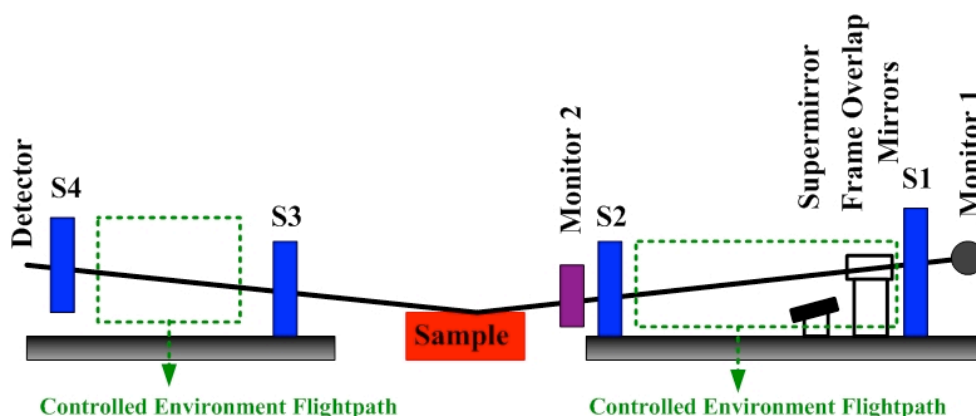 Detector
S4
S3
Sample
Monitor 2
S2
Supermirror
Frame Overlap
Mirrors
S1
Monitor 1
Controlled Environment Flightpath
Controlled Environment Flightpath